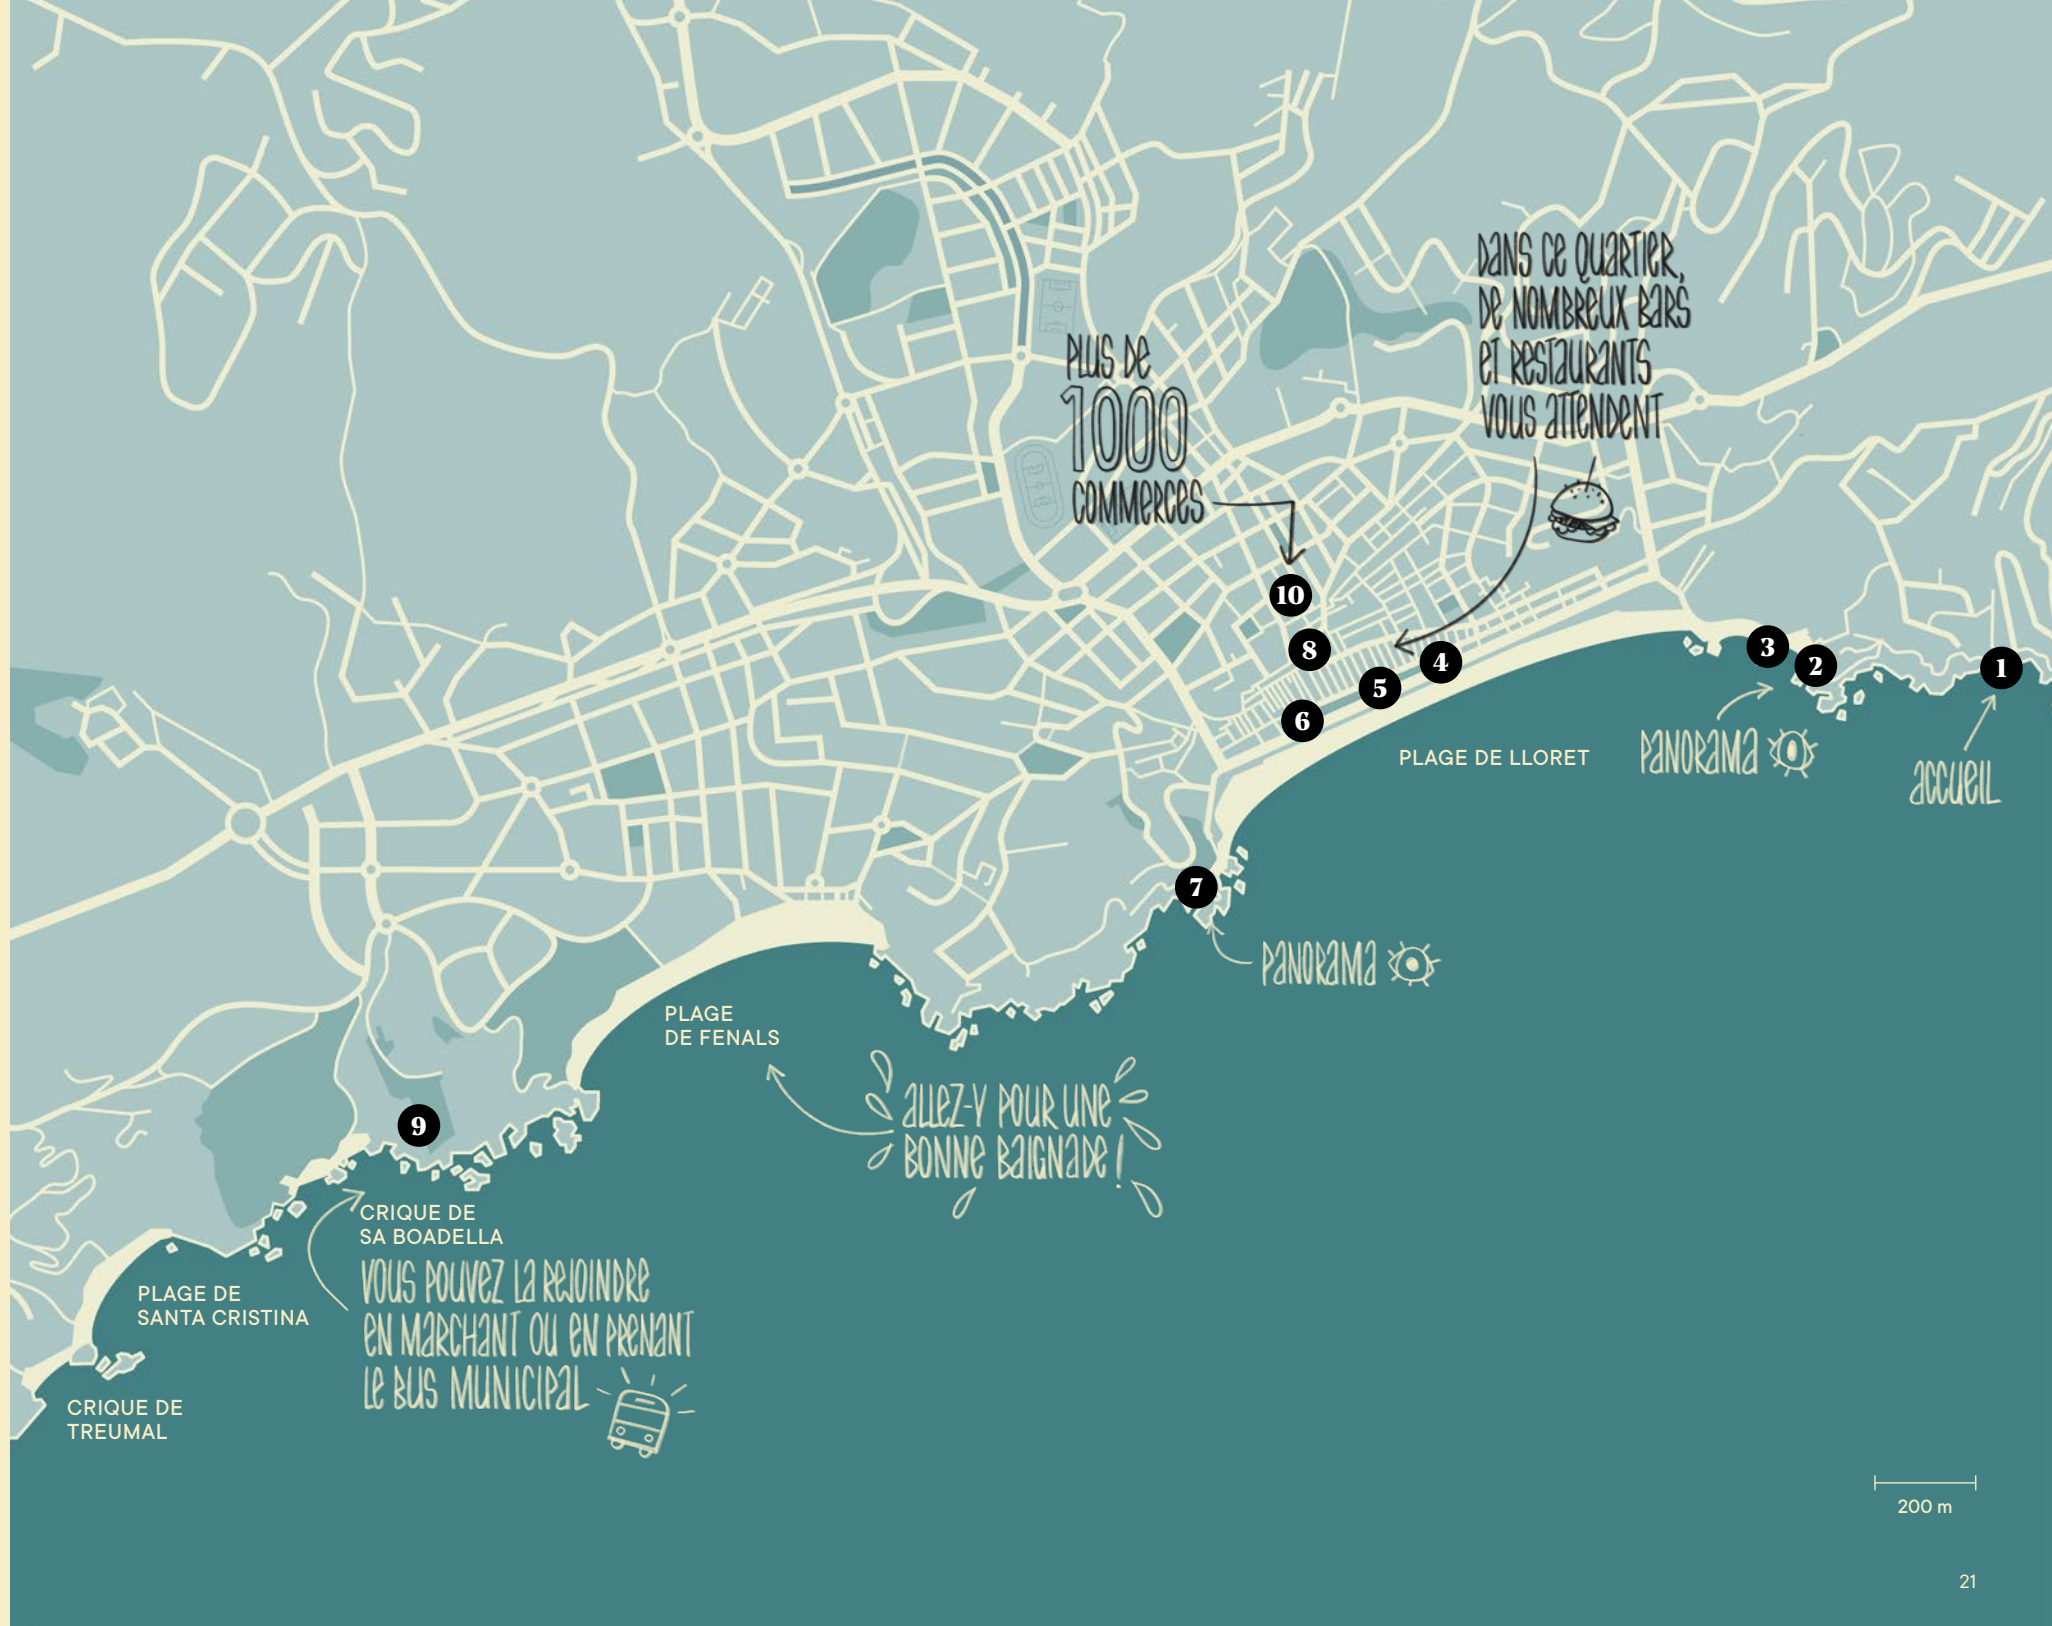 DANS CE QUARTIER,
DE NOMBREUX BARS
ET RESTAURANTS
VOUS ATTENDENT
PLUS DE
1000
COMMERCES
10
8
4
5
6
3
2
1
PLAGE DE LLORET
PANORAMA
ACCUEIL
7
PANORAMA
PLAGE
DE FENALS
ALLEZ-Y POUR UNE
BONNE BAIGNADE !
9
CRIQUE DE
SA BOADELLA
VOUS POUVEZ LA REJOINDRE
EN MARCHANT OU EN PRENANT
LE BUS MUNICIPAL
PLAGE DE
SANTA CRISTINA
CRIQUE DE
TREUMAL
200 m
21